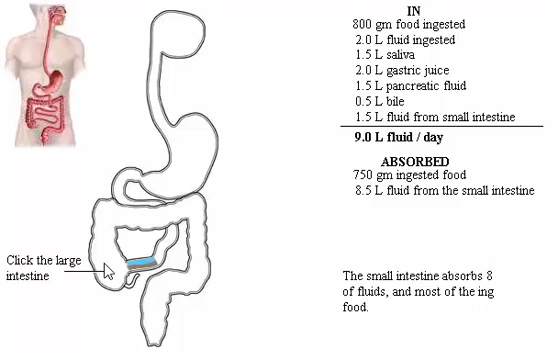 IN
800 gm food ingested
2.0 L fluid ingested
1.5 L saliva
2.0 L gastric juice
1.5 L pancreatic fluid
0.5 L bile
1.5 L fluid from small intestine
9.0 L fluid / day
ABSORBED
750 gm ingested food
8.5 L fluid from the small intestine
Click the large
intestine
The small intestine absorbs 8
of fluids, and most of the ing
food.